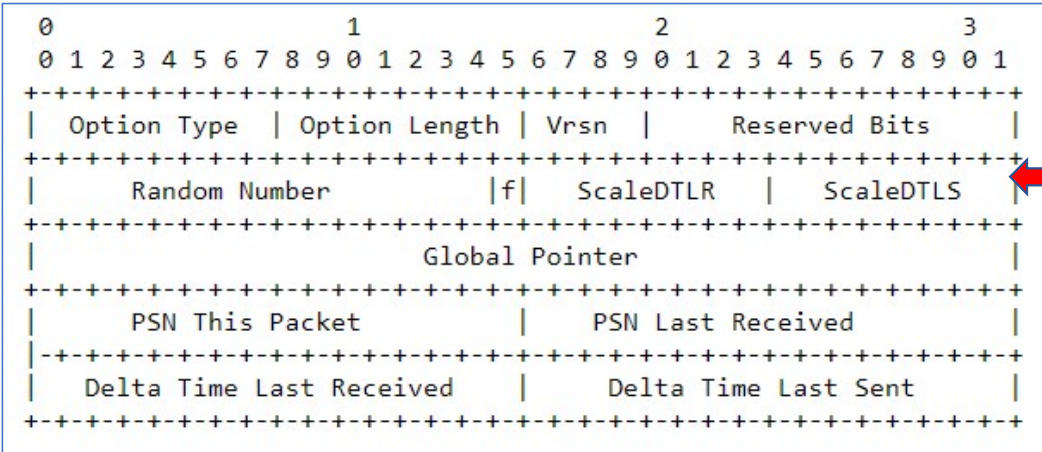 0                   1                   2                   3
0 1 2 3 4 5 6 7 8 9 0 1 2 3 4 5 6 7 8 9 0 1 2 3 4 5 6 7 8 9 0 1
+-+-+-+-+-+-+-+-+-+-+-+-+-+-+-+-+-+-+-+-+-+-+-+-+-+-+-+-+-+-+-+-+
|  Option Type  | Option Length | Vrsn  |     Reserved Bits     |
+-+-+-+-+-+-+-+-+-+-+-+-+-+-+-+-+-+-+-+-+-+-+-+-+-+-+-+-+-+-+-+-+
|      Random Number          |f|   ScaleDTLR   |   ScaleDTLS   |
+-+-+-+-+-+-+-+-+-+-+-+-+-+-+-+-+-+-+-+-+-+-+-+-+-+-+-+-+-+-+-+-+
|                         Global Pointer                        |
+-+-+-+-+-+-+-+-+-+-+-+-+-+-+-+-+-+-+-+-+-+-+-+-+-+-+-+-+-+-+-+-+
|      PSN This Packet          |    PSN Last Received          |
|-+-+-+-+-+-+-+-+-+-+-+-+-+-+-+-+-+-+-+-+-+-+-+-+-+-+-+-+-+-+-+-+
|   Delta Time Last Received    |     Delta Time Last Sent      |
+-+-+-+-+-+-+-+-+-+-+-+-+-+-+-+-+-+-+-+-+-+-+-+-+-+-+-+-+-+-+-+-+